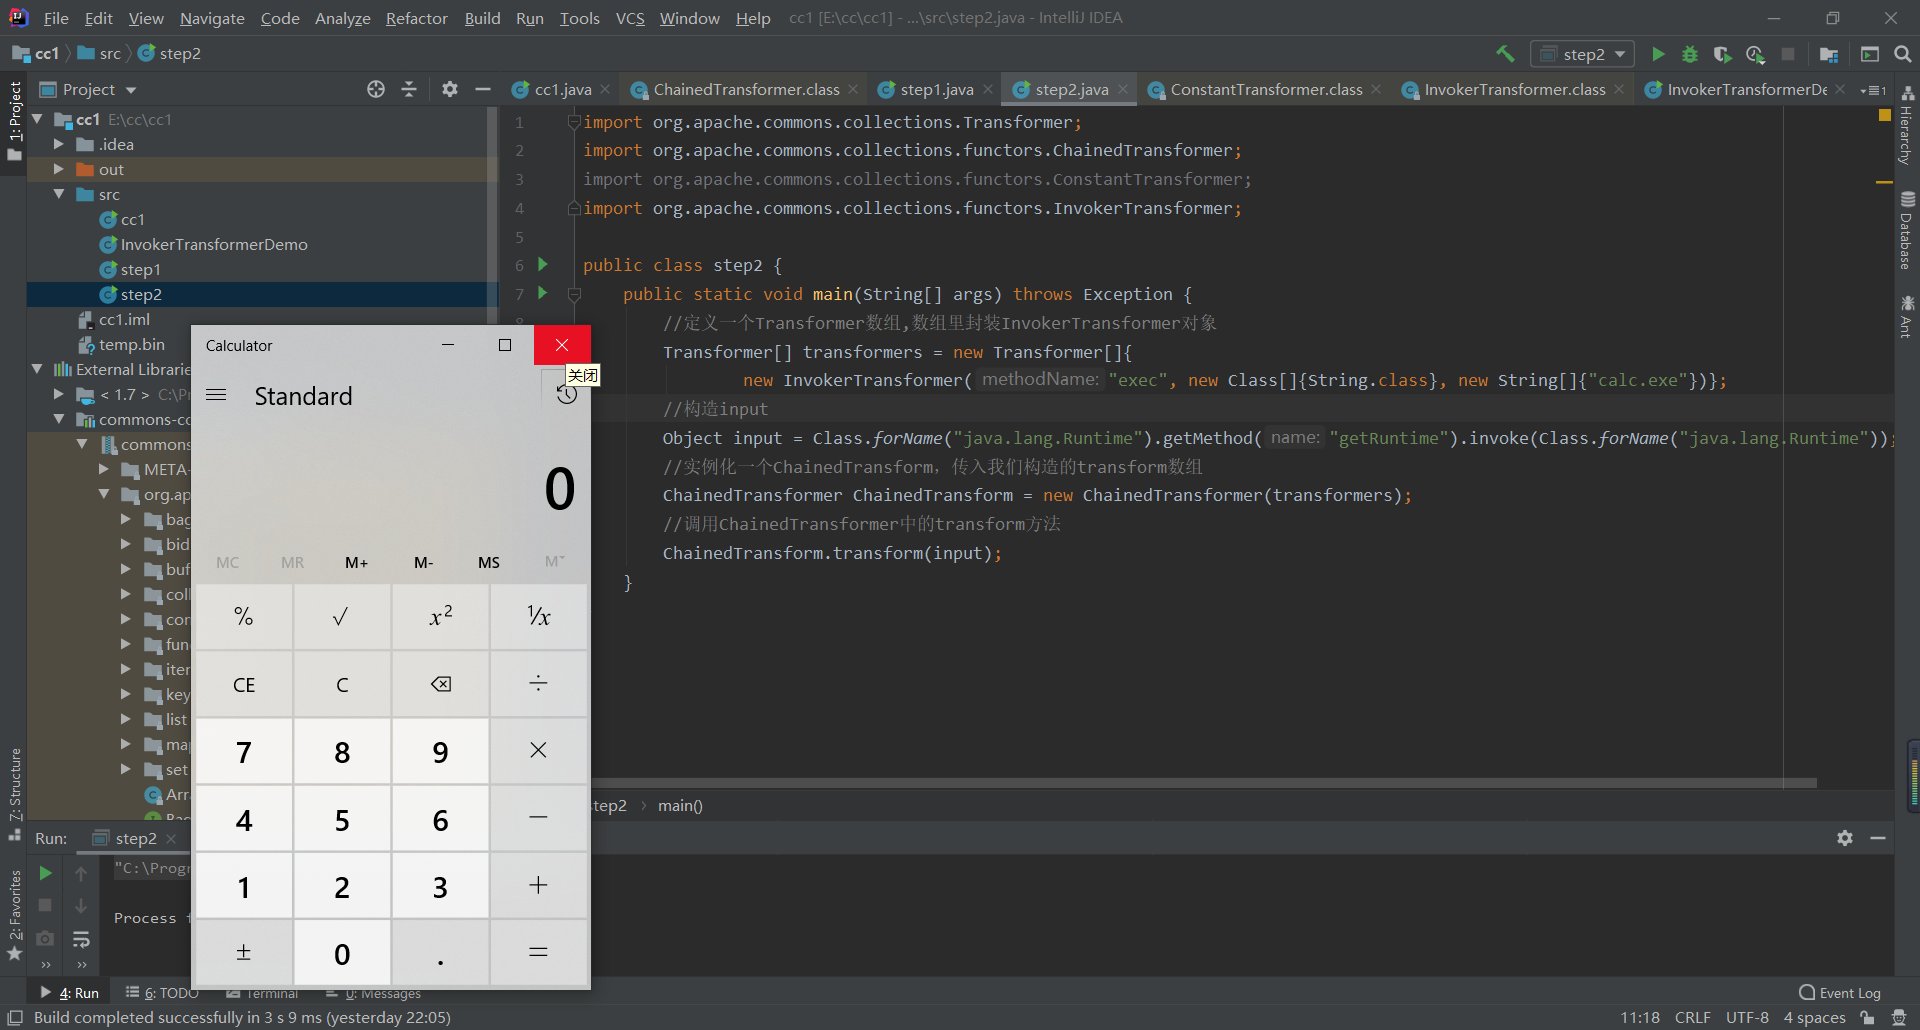 File Edit View Navigate Code Analyze Refactor Build Run Tools VCS Window Help cc1 [E:\cc\cc1] - ...\src\step2.java - IntelliJ IDEA
cc1 src step2
step2
1: Project
Project
cc1.java ChainedTransformer.class step1.java step2.java ConstantTransformer.class InvokerTransformer.class InvokerTransformerDe
1
cc1 E:\cc\cc1
.idea
out
src
cc1
InvokerTransformerDemo
step1
step2
cc1.iml
temp.bin
External Librarie
< 1.7 > C:\Pr
commons-co
commons
META-
org.ap
bag
bid
buf
coll
con
fun
iter
key
list
map
set
Arra
1 import org.apache.commons.collections.Transformer;
2 import org.apache.commons.collections.functors.ChainedTransformer;
3 import org.apache.commons.collections.functors.ConstantTransformer;
4 import org.apache.commons.collections.functors.InvokerTransformer;
5
6 public class step2 {
7 public static void main(String[] args) throws Exception {
8 //定义一个Transformer数组,数组里封装InvokerTransformer对象
Transformer[] transformers = new Transformer[]{
new InvokerTransformer( methodName: "exec", new Class[]{String.class}, new String[]{"calc.exe"})};
//构造input
Object input = Class.forName("java.lang.Runtime").getMethod( name: "getRuntime").invoke(Class.forName("java.lang.Runtime"));
//实例化一个ChainedTransform，传入我们构造的transform数组
ChainedTransformer ChainedTransform = new ChainedTransformer(transformers);
//调用ChainedTransformer中的transform方法
ChainedTransform.transform(input);
}
step2 main()
Hierarchy
Database
Ant
Calculator
关闭
Standard
0
MC MR M+ M- MS M
% √ x² ¹/x
CE C ÷
7 8 9 ×
4 5 6 −
1 2 3 +
± 0 . =
7: Structure
2: Favorites
Run: step2
"C:\Progr
Process f
4: Run 6: TODO Terminal 0: Messages
Event Log
Build completed successfully in 3 s 9 ms (yesterday 22:05)
11:18 CRLF UTF-8 4 spaces